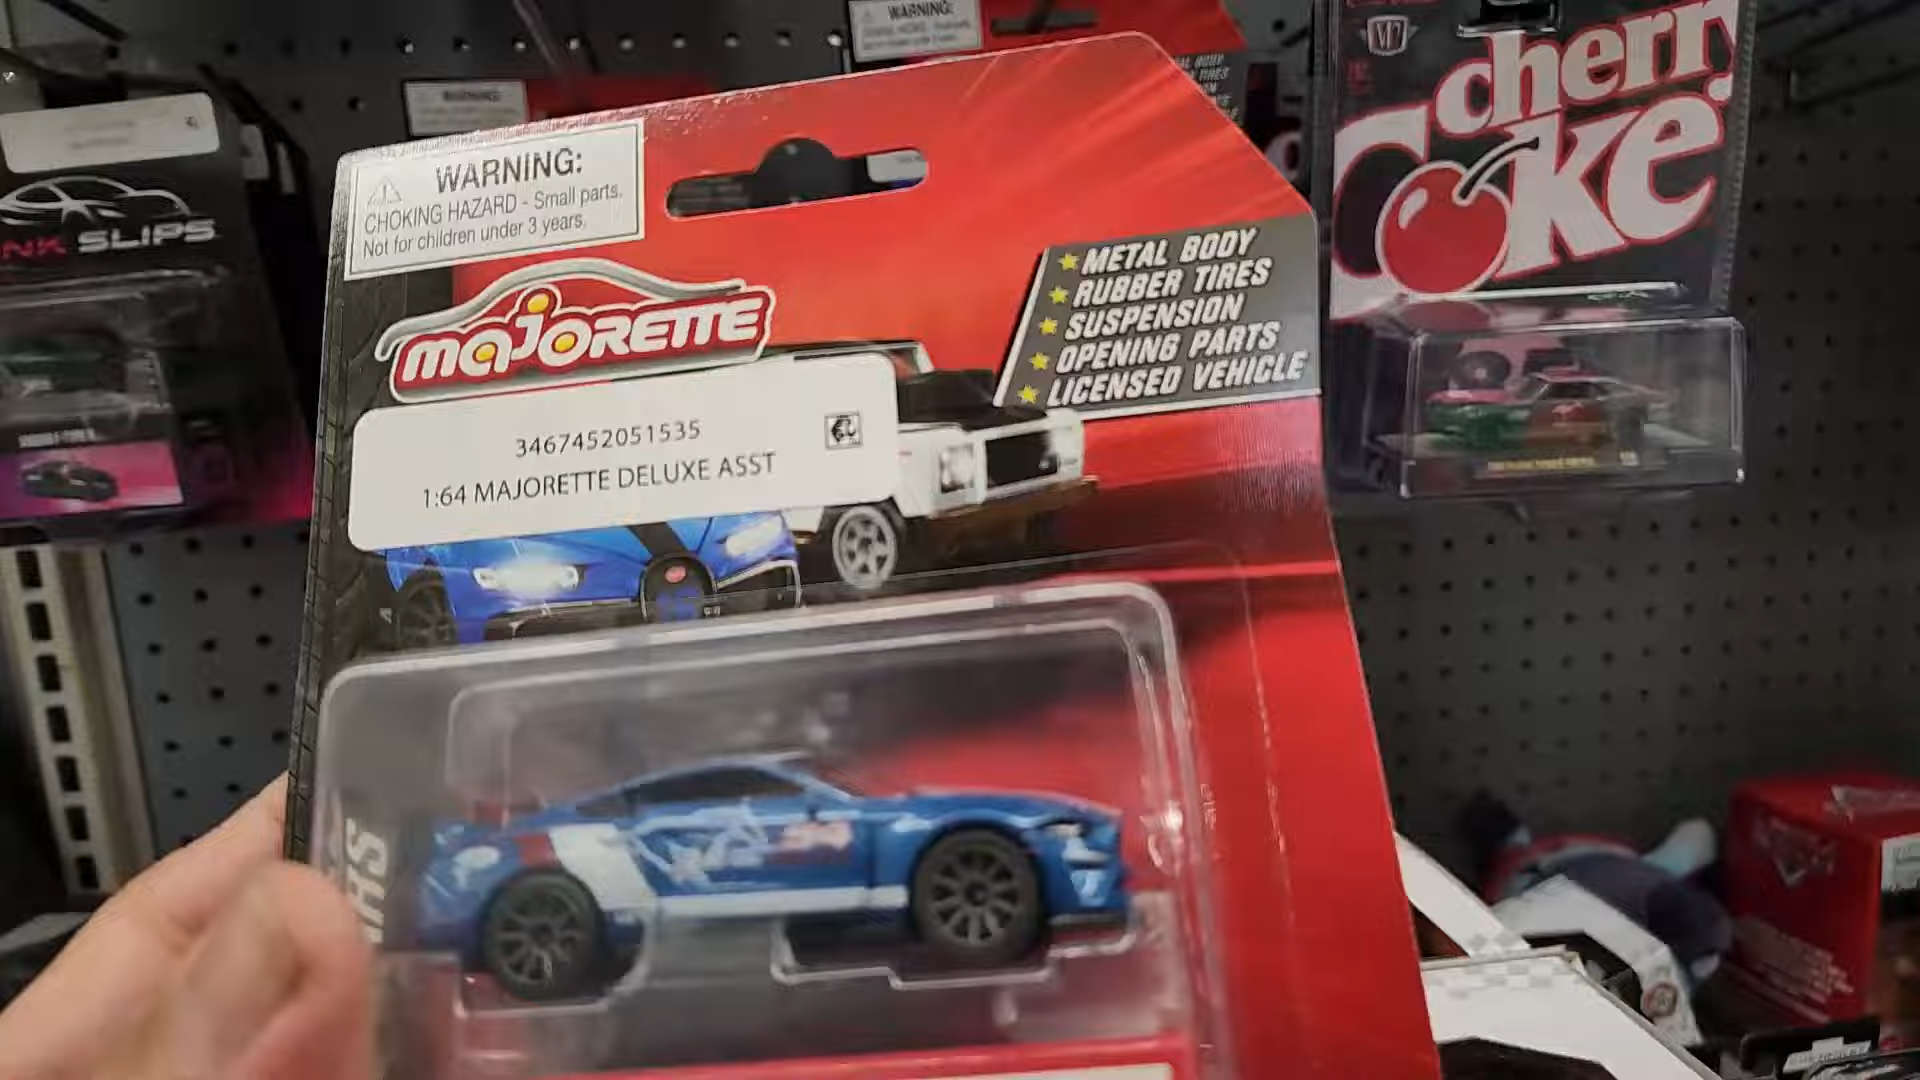 WARNING:
CHOKING HAZARD - Small parts.
Not for children under 3 years.
MAJORETTE
METAL BODY
RUBBER TIRES
SUSPENSION
OPENING PARTS
LICENSED VEHICLE
3467452051535
1:64 MAJORETTE DELUXE ASST
WARNING:
WARNING:
NK SLIPS
cherry
Coke